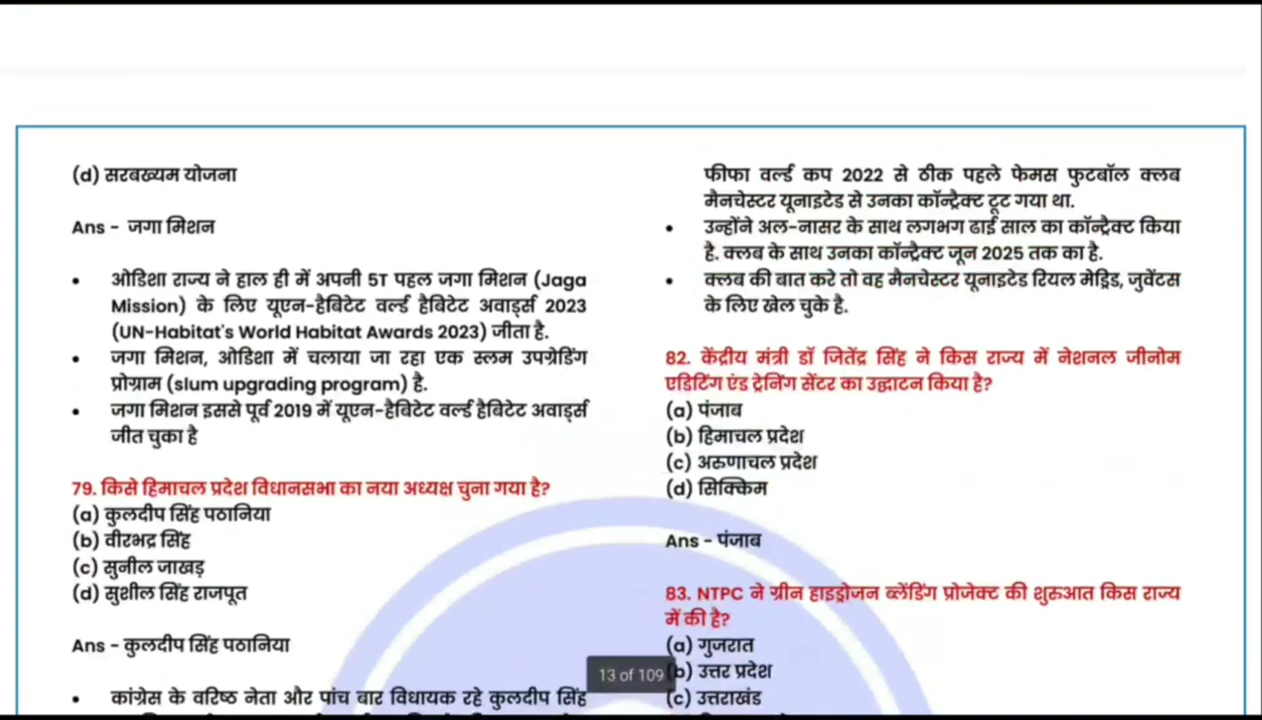 (d) सरबख्यम योजना
Ans - जगा मिशन
• ओडिशा राज्य ने हाल ही में अपनी 5T पहल जगा मिशन (Jaga
Mission) के लिए यूएन-हैबिटेट वर्ल्ड हैबिटेट अवार्ड्स 2023
(UN-Habitat's World Habitat Awards 2023) जीता है.
• जगा मिशन, ओडिशा में चलाया जा रहा एक स्लम उपग्रेडिंग
प्रोग्राम (slum upgrading program) है.
• जगा मिशन इससे पूर्व 2019 में यूएन-हैबिटेट वर्ल्ड हैबिटेट अवार्ड्स
जीत चुका है
79. किसे हिमाचल प्रदेश विधानसभा का नया अध्यक्ष चुना गया है?
(a) कुलदीप सिंह पठानिया
(b) वीरभद्र सिंह
(c) सुनील जाखड़
(d) सुशील सिंह राजपूत
Ans - कुलदीप सिंह पठानिया
• कांग्रेस के वरिष्ठ नेता और पांच बार विधायक रहे कुलदीप सिंह
फीफा वर्ल्ड कप 2022 से ठीक पहले फेमस फुटबॉल क्लब
मैनचेस्टर यूनाइटेड से उनका कॉन्ट्रैक्ट टूट गया था.
• उन्होंने अल-नासर के साथ लगभग ढाई साल का कॉन्ट्रैक्ट किया
है. क्लब के साथ उनका कॉन्ट्रैक्ट जून 2025 तक का है.
• क्लब की बात करे तो वह मैनचेस्टर यूनाइटेड रियल मेड्रिड, जुवेंटस
के लिए खेल चुके है.
82. केंद्रीय मंत्री डॉ जितेंद्र सिंह ने किस राज्य में नेशनल जीनोम
एडिटिंग एंड ट्रेनिंग सेंटर का उद्घाटन किया है?
(a) पंजाब
(b) हिमाचल प्रदेश
(c) अरुणाचल प्रदेश
(d) सिक्किम
Ans - पंजाब
83. NTPC ने ग्रीन हाइड्रोजन ब्लेंडिंग प्रोजेक्ट की शुरुआत किस राज्य
में की है?
(a) गुजरात
(b) उत्तर प्रदेश
(c) उत्तराखंड
13 of 109